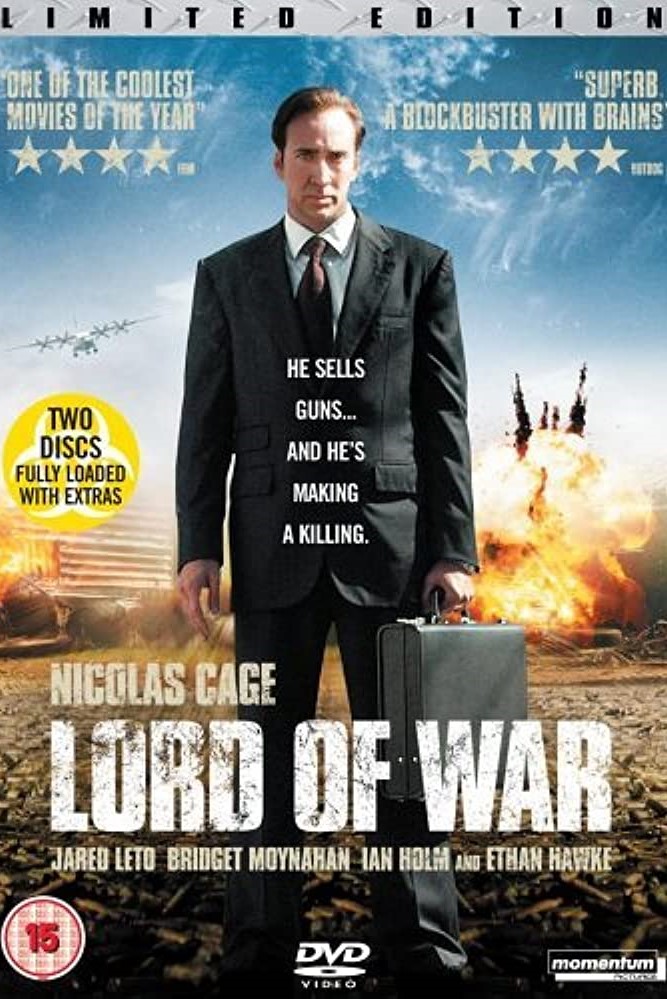 LIMITED EDITION
"ONE OF THE COOLEST
MOVIES OF THE YEAR"
"SUPERB,
A BLOCKBUSTER WITH BRAINS
HE SELLS
GUNS...
AND HE'S
MAKING
A KILLING.
TWO
DISCS
FULLY LOADED
WITH EXTRAS
NICOLAS CAGE
LORD OF WAR
JARED LETO BRIDGET MOYNAHAN IAN HOLM AND ETHAN HAWKE
15
DVD
VIDEO
momentum
PICTURES